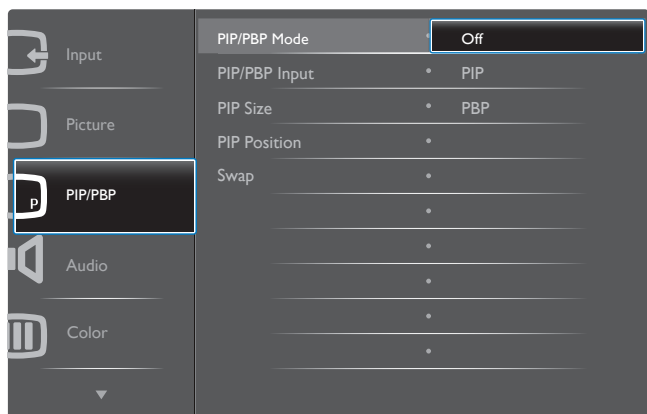 Input
Picture
P
PIP/PBP
Audio
Color
PIP/PBP Mode
PIP/PBP Input
PIP Size
PIP Position
Swap
Off
PIP
PBP